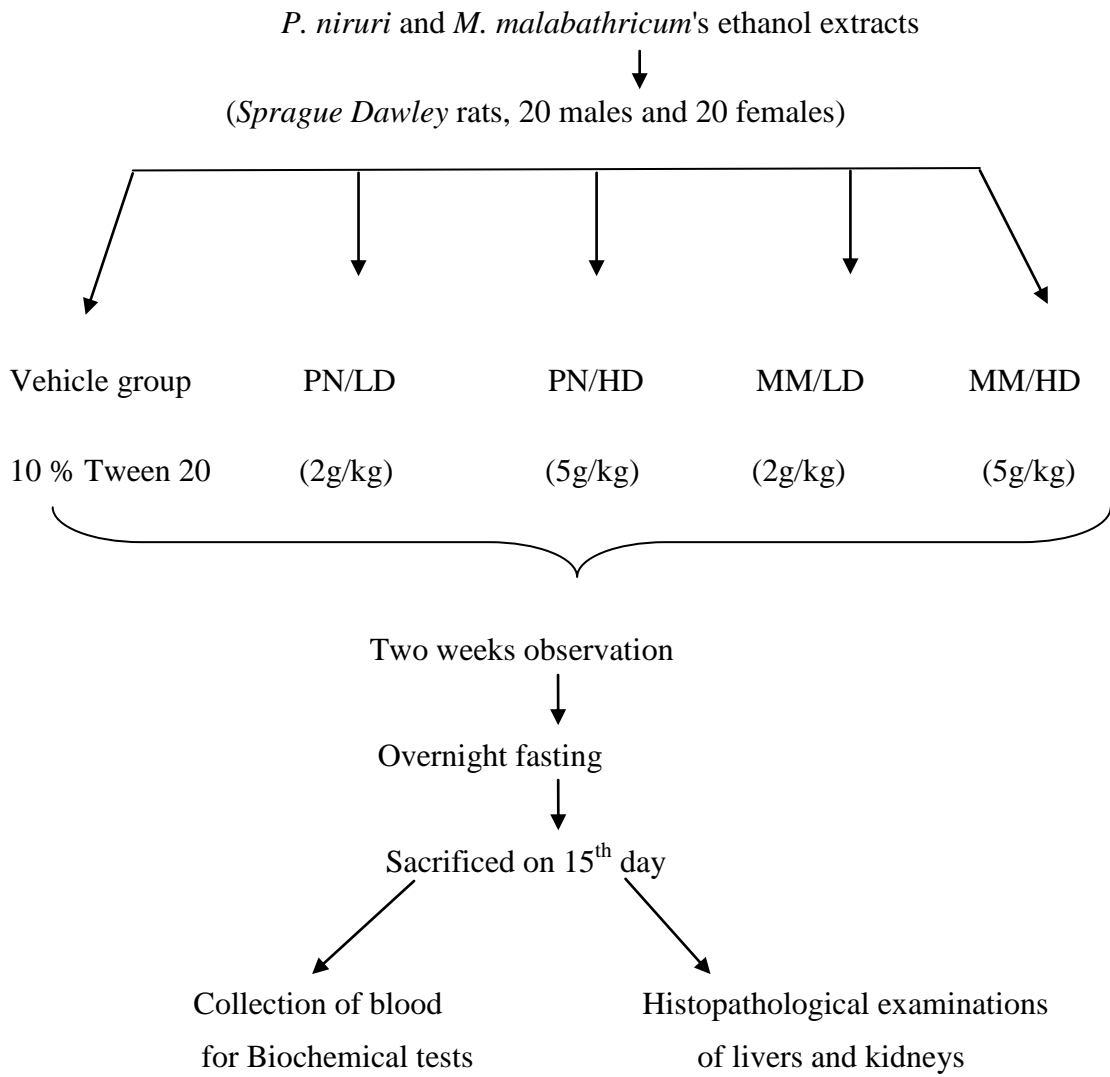 P. niruri and M. malabathricum's ethanol extracts
(Sprague Dawley rats, 20 males and 20 females)
Vehicle group PN/LD PN/HD MM/LD MM/HD
10 % Tween 20 (2g/kg) (5g/kg) (2g/kg) (5g/kg)
Two weeks observation
Overnight fasting
Sacrificed on 15th day
Collection of blood Histopathological examinations
for Biochemical tests of livers and kidneys